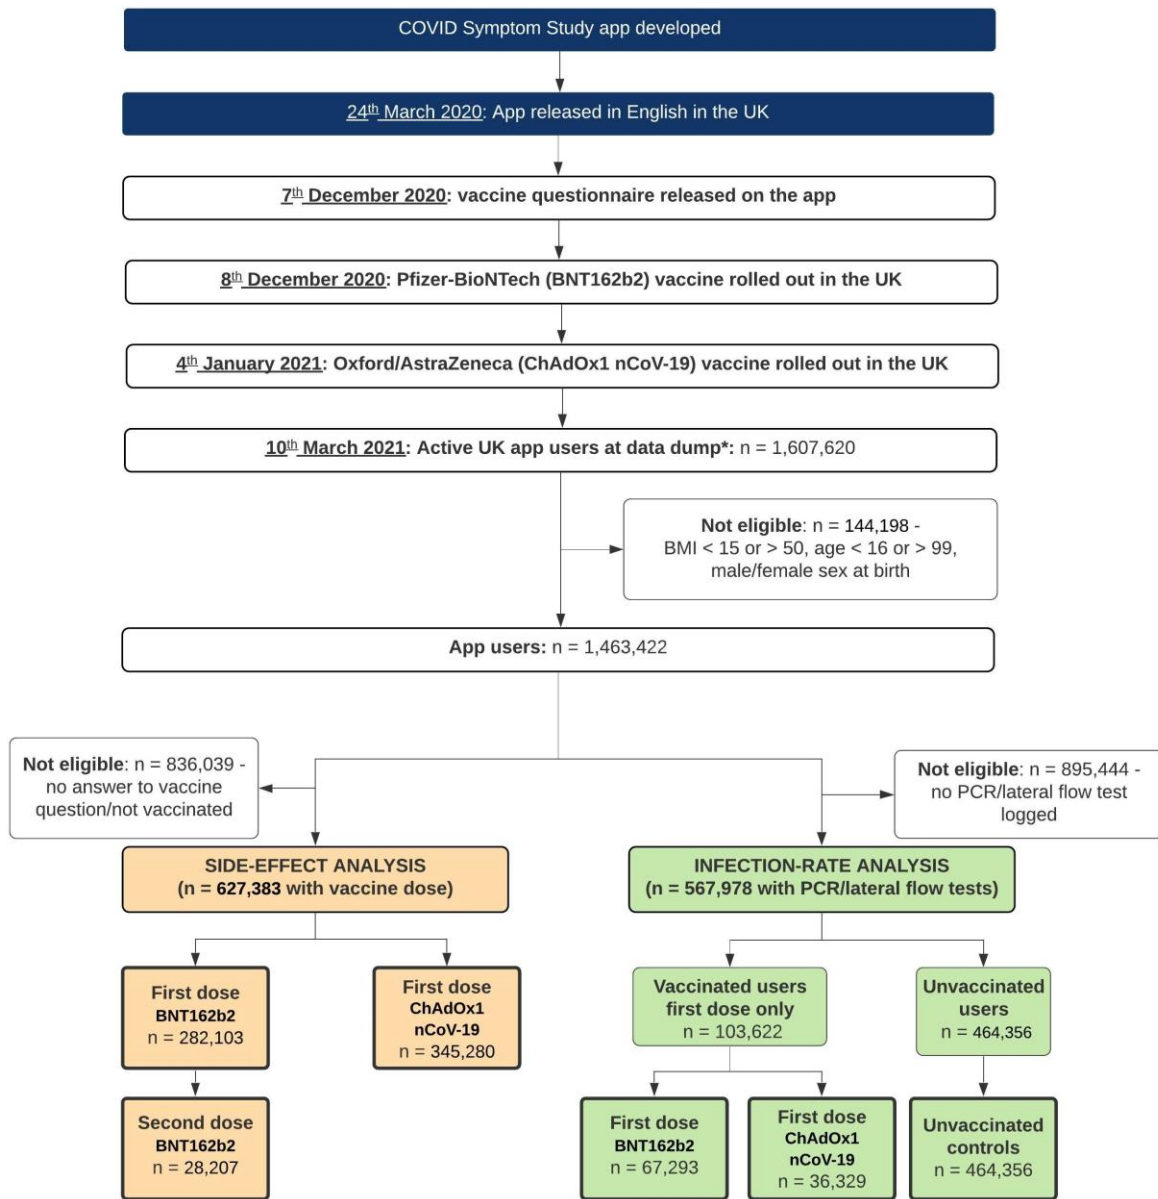 COVID Symptom Study app developed
24th March 2020: App released in English in the UK
7th December 2020: vaccine questionnaire released on the app
8th December 2020: Pfizer-BioNTech (BNT162b2) vaccine rolled out in the UK
4th January 2021: Oxford/AstraZeneca (ChAdOx1 nCoV-19) vaccine rolled out in the UK
10th March 2021: Active UK app users at data dump*: n = 1,607,620
Not eligible: n = 144,198 -
BMI < 15 or > 50, age < 16 or > 99,
male/female sex at birth
App users: n = 1,463,422
Not eligible: n = 836,039 -
no answer to vaccine
question/not vaccinated
Not eligible: n = 895,444 -
no PCR/lateral flow test
logged
SIDE-EFFECT ANALYSIS
(n = 627,383 with vaccine dose)
INFECTION-RATE ANALYSIS
(n = 567,978 with PCR/lateral flow tests)
First dose
BNT162b2
n = 282,103
First dose
ChAdOx1
nCoV-19
n = 345,280
Vaccinated users
first dose only
n = 103,622
Unvaccinated
users
n = 464,356
Second dose
BNT162b2
n = 28,207
First dose
BNT162b2
n = 67,293
First dose
ChAdOx1
nCoV-19
n = 36,329
Unvaccinated
controls
n = 464,356